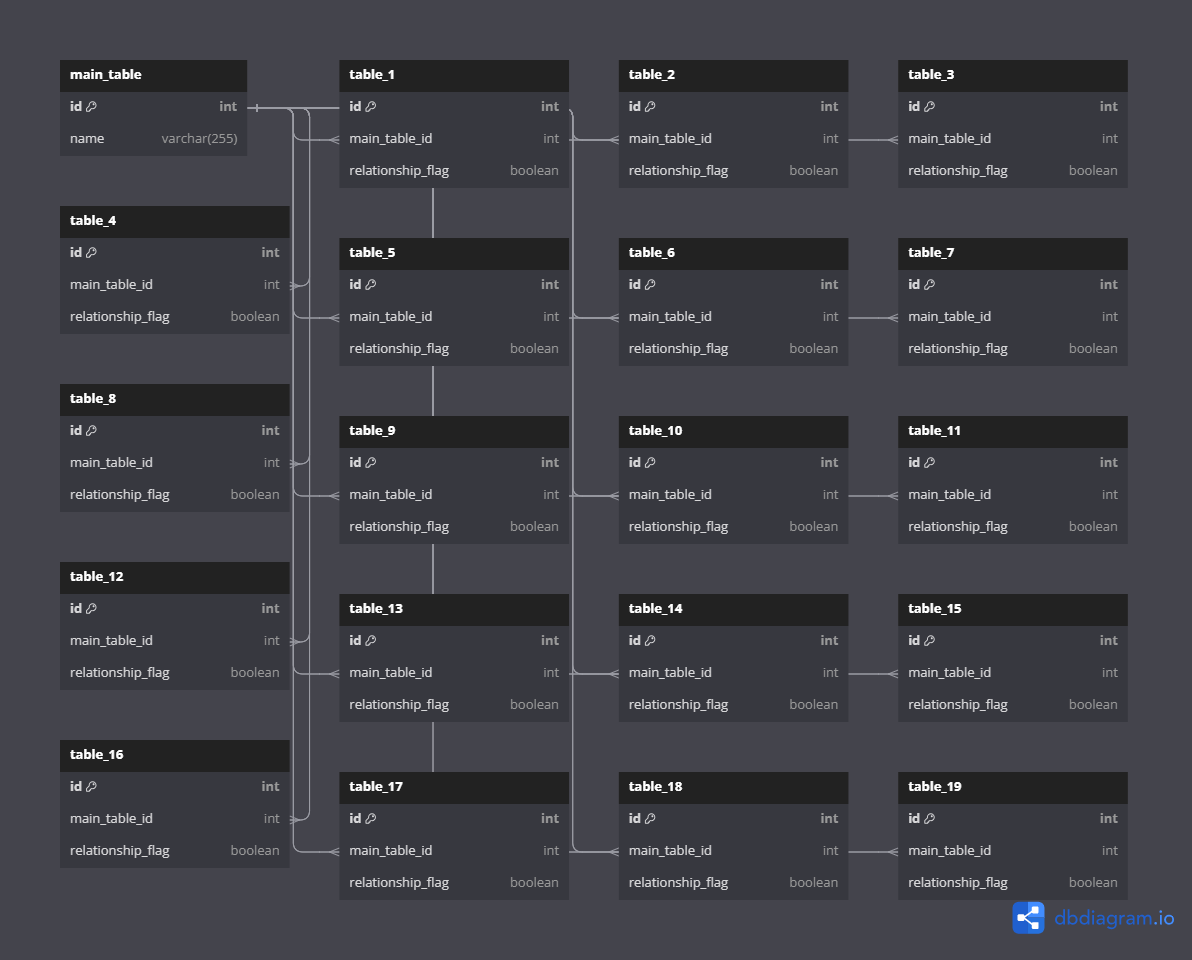 main_table
id int
name varchar(255)
table_1
id int
main_table_id int
relationship_flag boolean
table_2
id int
main_table_id int
relationship_flag boolean
table_3
id int
main_table_id int
relationship_flag boolean
table_4
id int
main_table_id int
relationship_flag boolean
table_5
id int
main_table_id int
relationship_flag boolean
table_6
id int
main_table_id int
relationship_flag boolean
table_7
id int
main_table_id int
relationship_flag boolean
table_8
id int
main_table_id int
relationship_flag boolean
table_9
id int
main_table_id int
relationship_flag boolean
table_10
id int
main_table_id int
relationship_flag boolean
table_11
id int
main_table_id int
relationship_flag boolean
table_12
id int
main_table_id int
relationship_flag boolean
table_13
id int
main_table_id int
relationship_flag boolean
table_14
id int
main_table_id int
relationship_flag boolean
table_15
id int
main_table_id int
relationship_flag boolean
table_16
id int
main_table_id int
relationship_flag boolean
table_17
id int
main_table_id int
relationship_flag boolean
table_18
id int
main_table_id int
relationship_flag boolean
table_19
id int
main_table_id int
relationship_flag boolean
dbdiagram.io